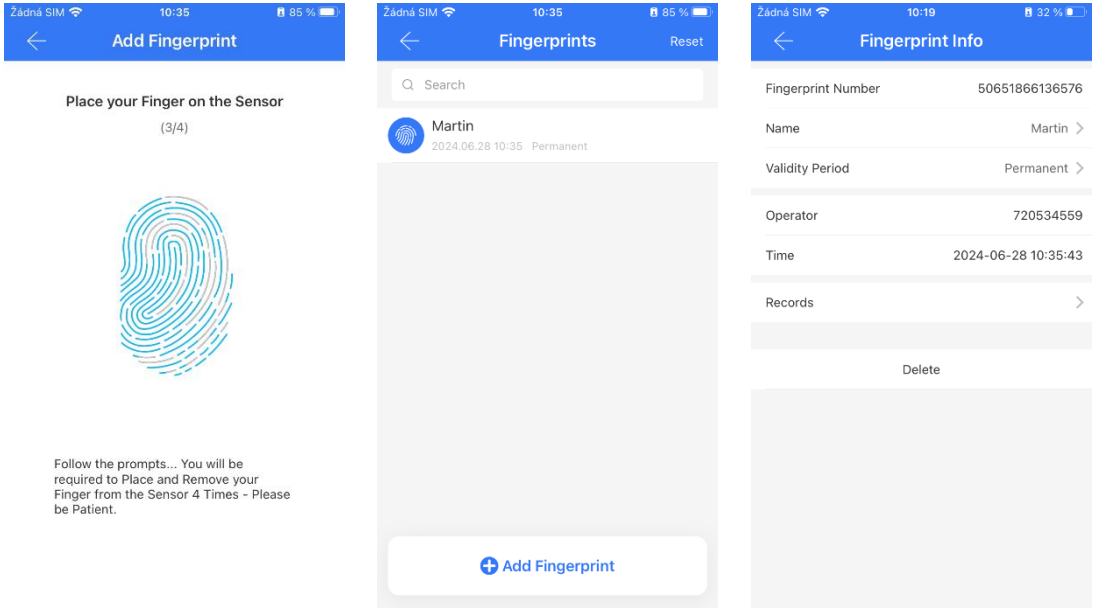 Žádná SIM 10:35 85 %
Add Fingerprint
Place your Finger on the Sensor
(3/4)
Follow the prompts... You will be
required to Place and Remove your
Finger from the Sensor 4 Times - Please
be Patient.
Žádná SIM 10:35 85 %
Fingerprints Reset
Search
Martin
2024.06.28 10:35 Permanent
Add Fingerprint
Žádná SIM 10:19 32 %
Fingerprint Info
Fingerprint Number 50651866136576
Name Martin
Validity Period Permanent
Operator 720534559
Time 2024-06-28 10:35:43
Records
Delete